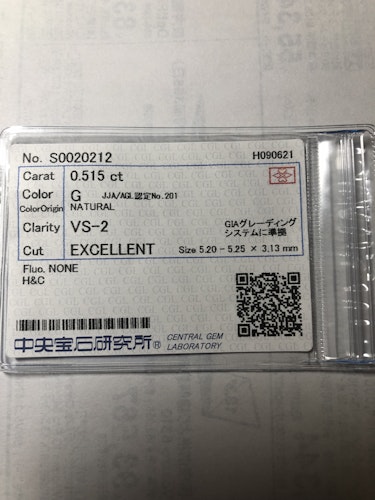 No. S0020212 H090621
Carat 0.515 ct
Color G JJA/AGL認定No.201
ColorOrigin NATURAL
Clarity VS-2 GIAグレーディング
システムに準拠
Cut EXCELLENT Size 5.20 - 5.25 × 3.13 mm
Fluo. NONE
H&C
中央宝石研究所® CENTRAL GEM
LABORATORY